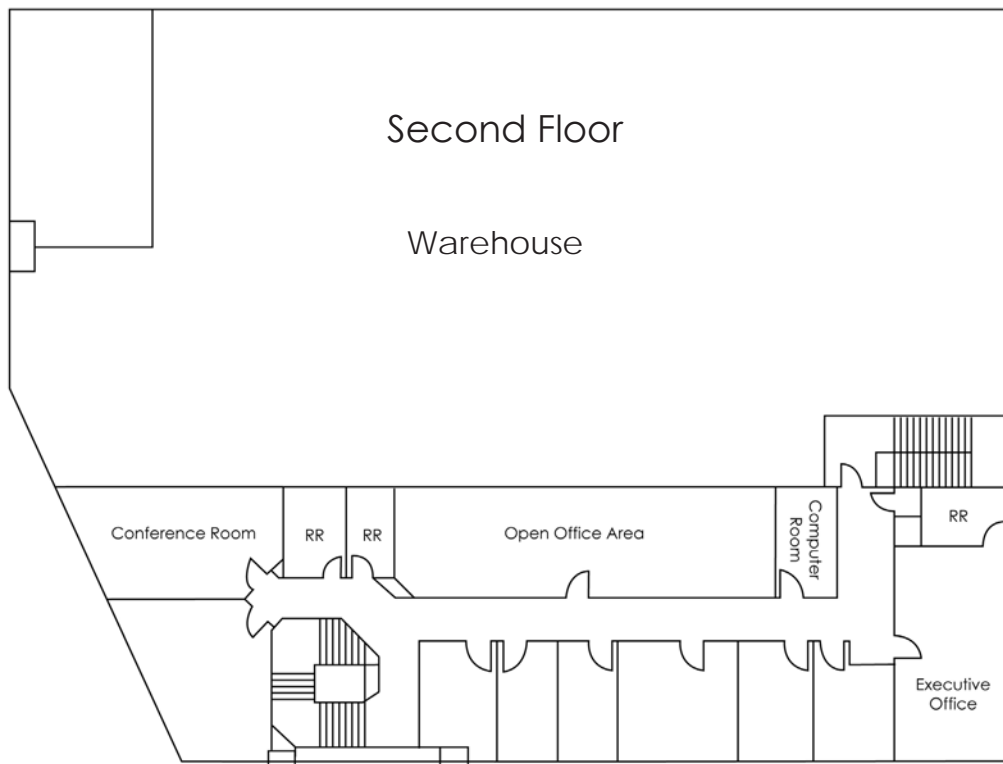 Second Floor
Warehouse
Conference Room
RR
RR
Open Office Area
Computer
Room
RR
Executive
Office